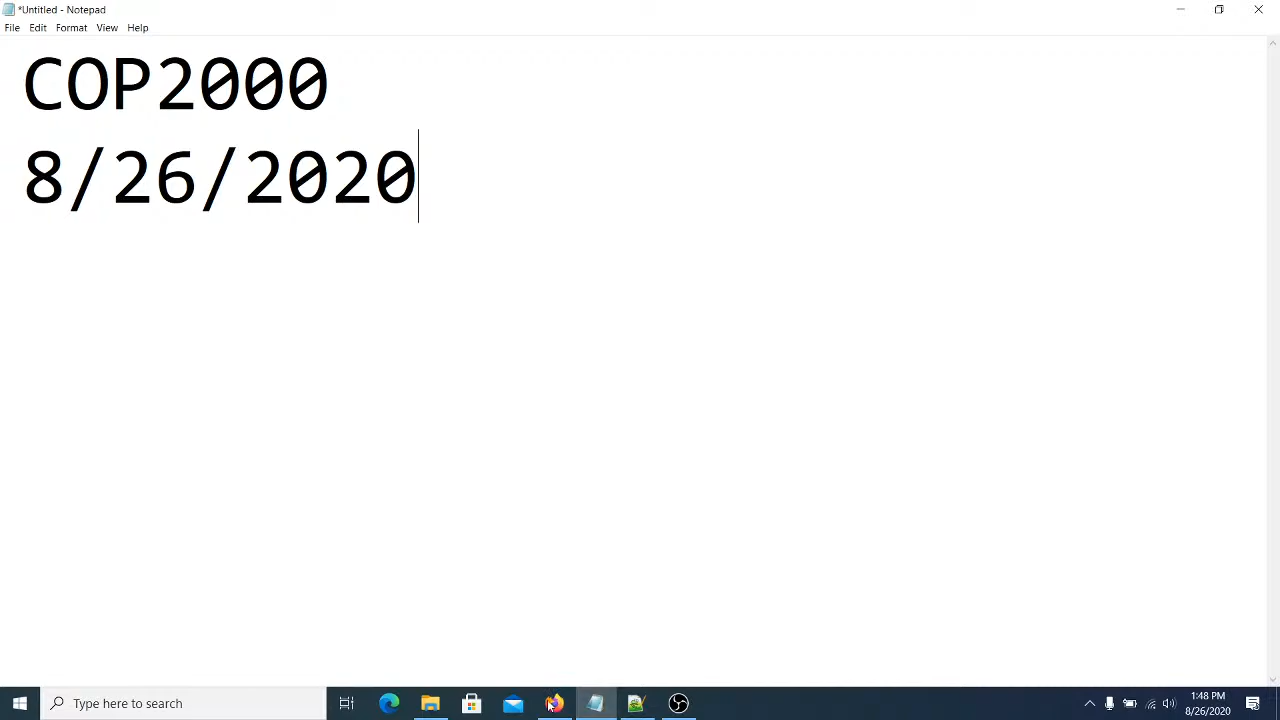 *Untitled - Notepad
File Edit Format View Help
COP2000
8/26/2020
Type here to search
1:48 PM
8/26/2020